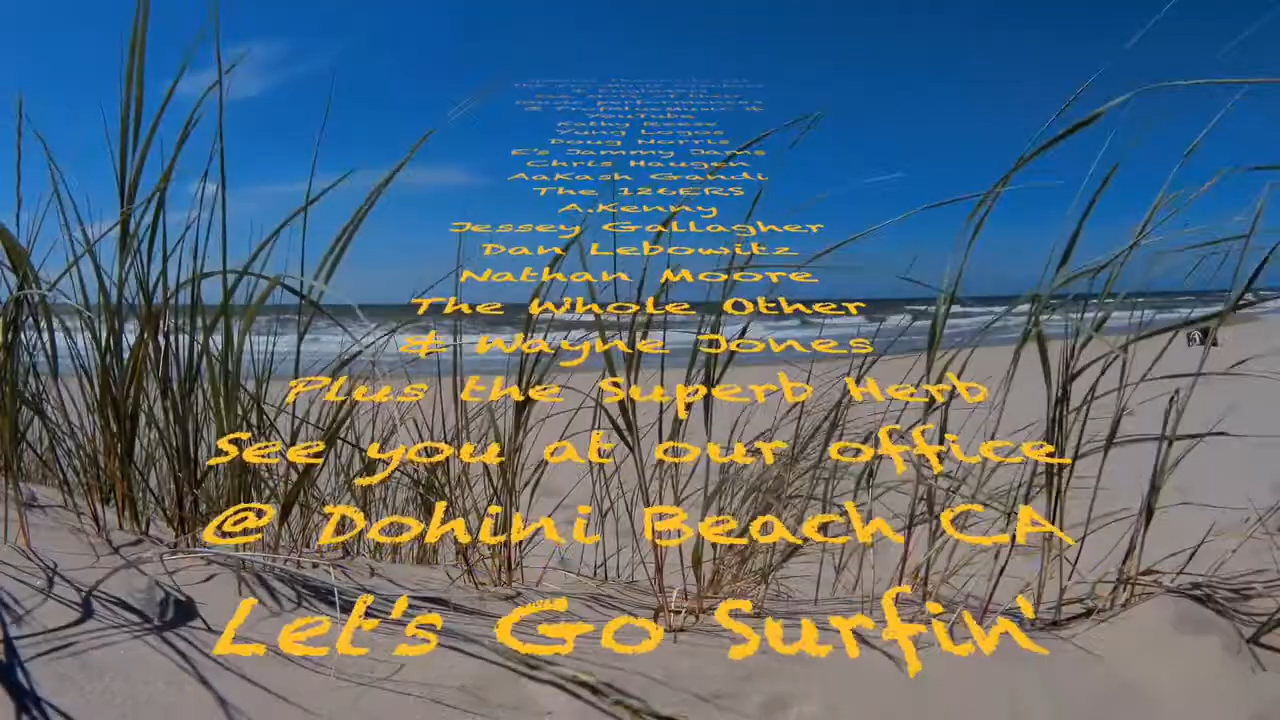 YouTube
Kathy Reese
Yung Logos
Doug Norris
E's Jammy Jams
Chris Haugen
AaKash Gandi
The 126ERS
A.Kenny
Jessey Gallagher
Dan Lebowitz
Nathan Moore
The Whole Other
& Wayne Jones
Plus the Superb Herb
See you at our office
@ Dohini Beach CA
Let's Go Surfin'